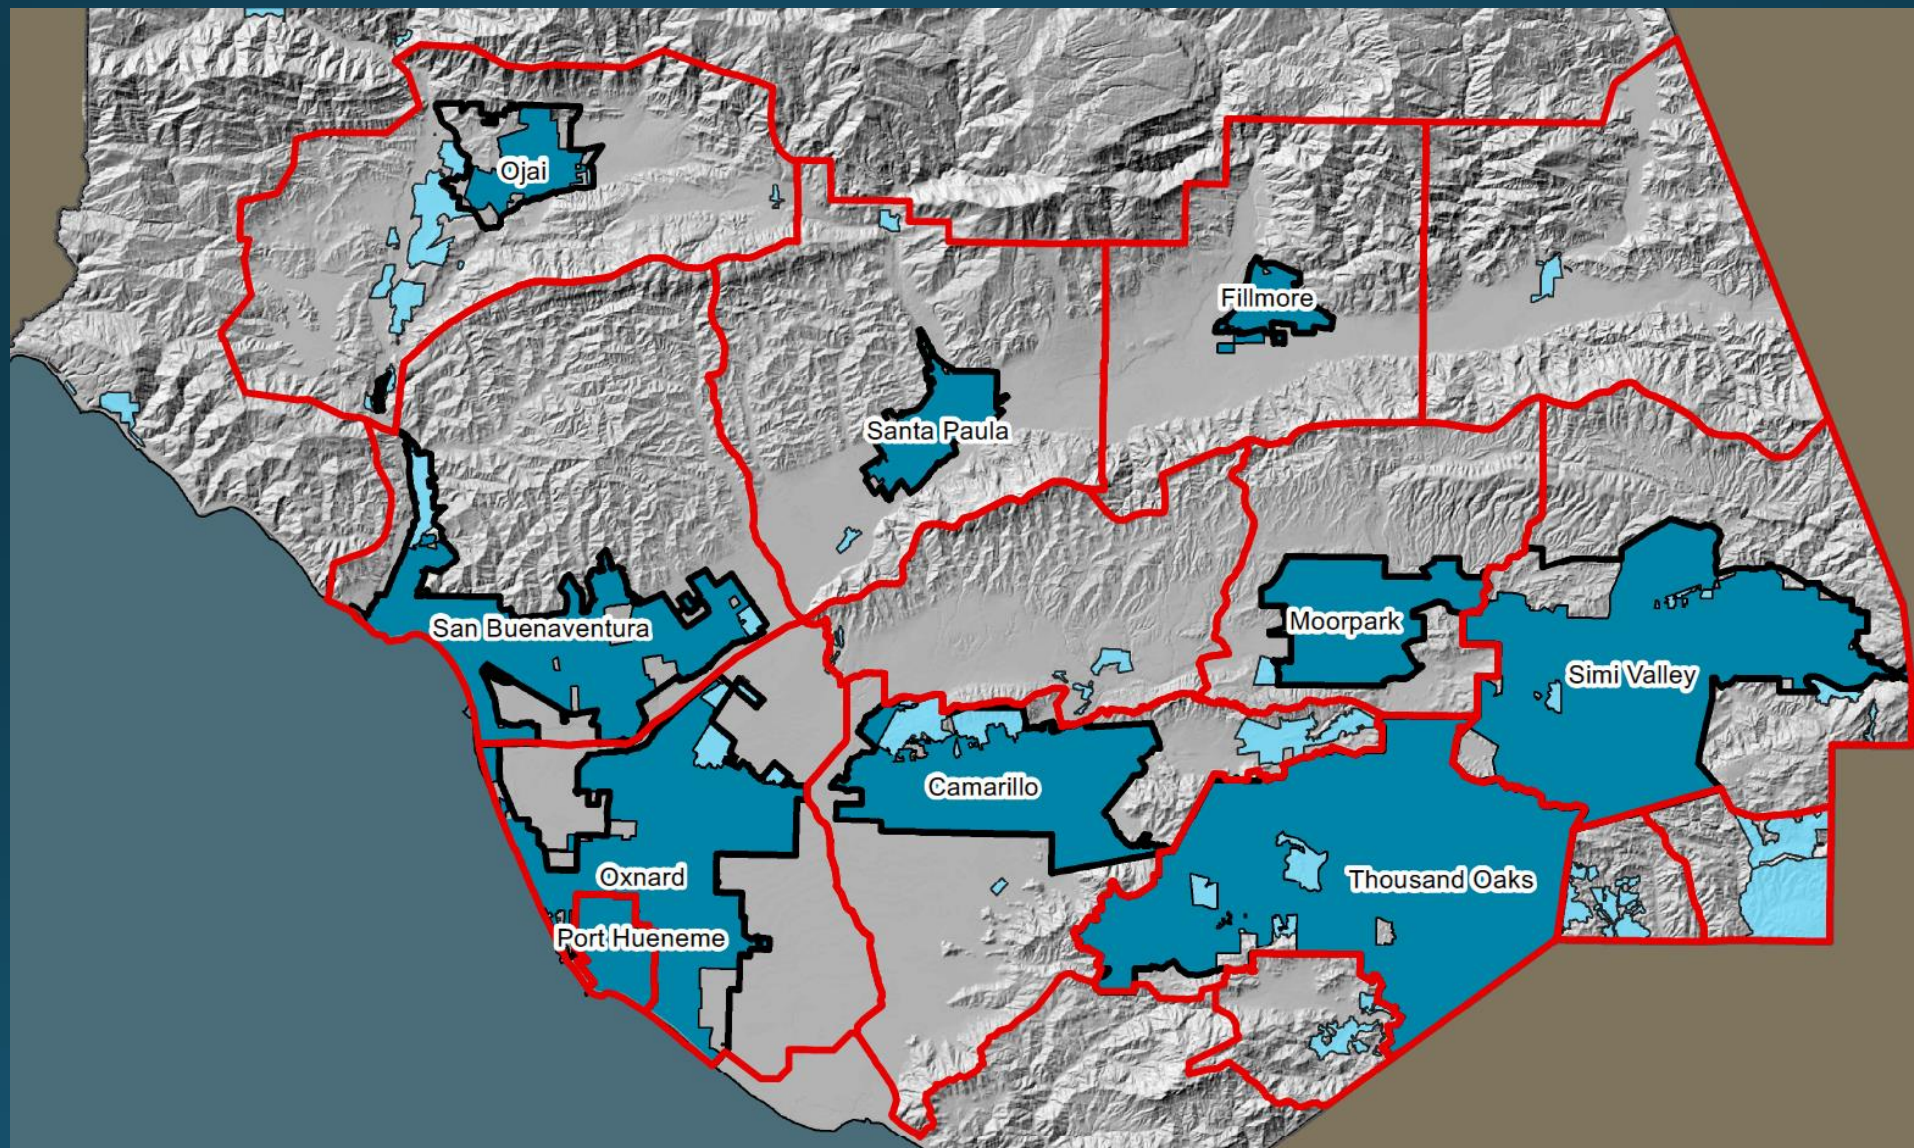 Ojai
Fillmore
Santa Paula
San Buenaventura
Moorpark
Simi Valley
Camarillo
Oxnard
Thousand Oaks
Port Hueneme